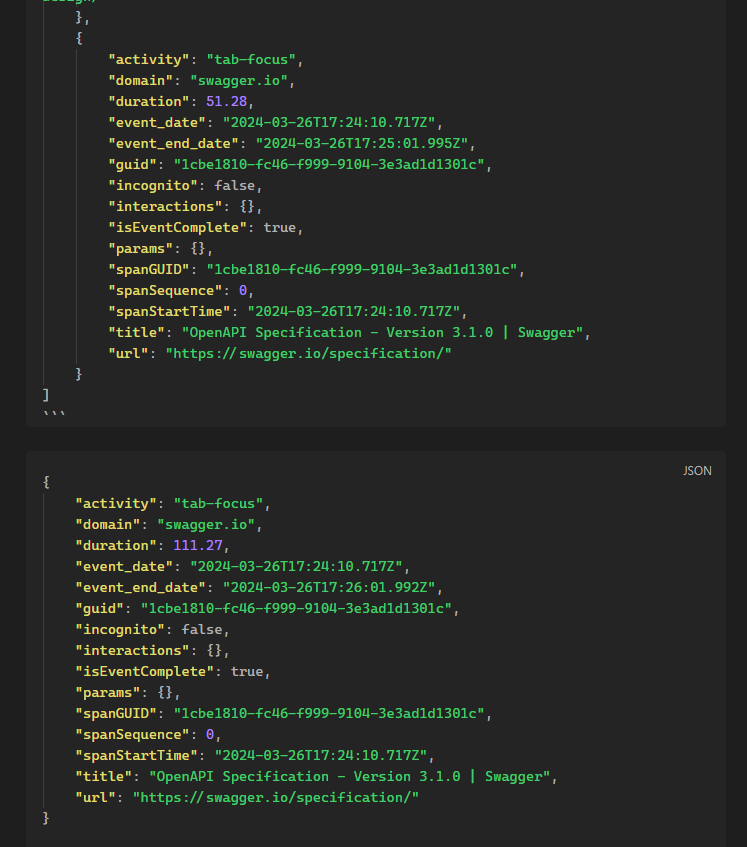 design,
    },
    {
        "activity": "tab-focus",
        "domain": "swagger.io",
        "duration": 51.28,
        "event_date": "2024-03-26T17:24:10.717Z",
        "event_end_date": "2024-03-26T17:25:01.995Z",
        "guid": "1cbe1810-fc46-f999-9104-3e3ad1d1301c",
        "incognito": false,
        "interactions": {},
        "isEventComplete": true,
        "params": {},
        "spanGUID": "1cbe1810-fc46-f999-9104-3e3ad1d1301c",
        "spanSequence": 0,
        "spanStartTime": "2024-03-26T17:24:10.717Z",
        "title": "OpenAPI Specification - Version 3.1.0 | Swagger",
        "url": "https://swagger.io/specification/"
    }
]
```
JSON
{
    "activity": "tab-focus",
    "domain": "swagger.io",
    "duration": 111.27,
    "event_date": "2024-03-26T17:24:10.717Z",
    "event_end_date": "2024-03-26T17:26:01.992Z",
    "guid": "1cbe1810-fc46-f999-9104-3e3ad1d1301c",
    "incognito": false,
    "interactions": {},
    "isEventComplete": true,
    "params": {},
    "spanGUID": "1cbe1810-fc46-f999-9104-3e3ad1d1301c",
    "spanSequence": 0,
    "spanStartTime": "2024-03-26T17:24:10.717Z",
    "title": "OpenAPI Specification - Version 3.1.0 | Swagger",
    "url": "https://swagger.io/specification/"
}